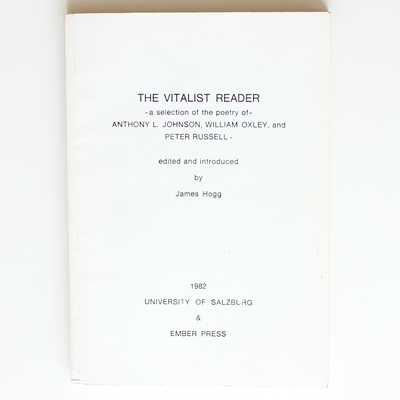 THE VITALIST READER
-a selection of the poetry of-
ANTHONY L. JOHNSON, WILLIAM OXLEY, and
PETER RUSSELL-
edited and introduced
by
James Hogg
1982
UNIVERSITY OF SALZBURG
&
EMBER PRESS